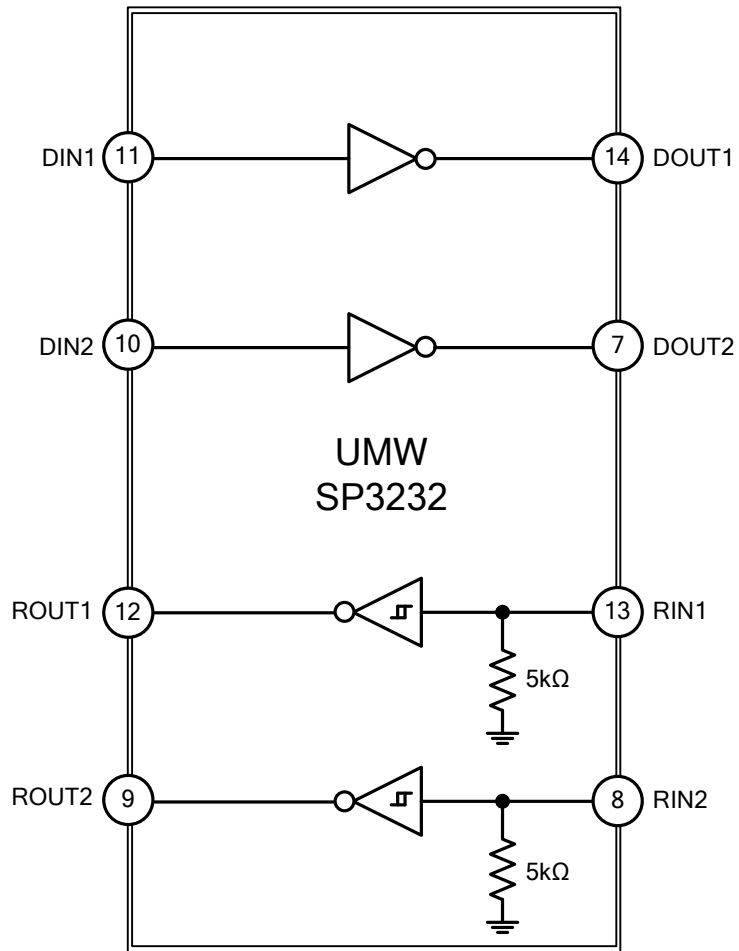 DIN1 11 14 DOUT1
DIN2 10 7 DOUT2
UMW
SP3232
ROUT1 12 13 RIN1
5kΩ
ROUT2 9 8 RIN2
5kΩ